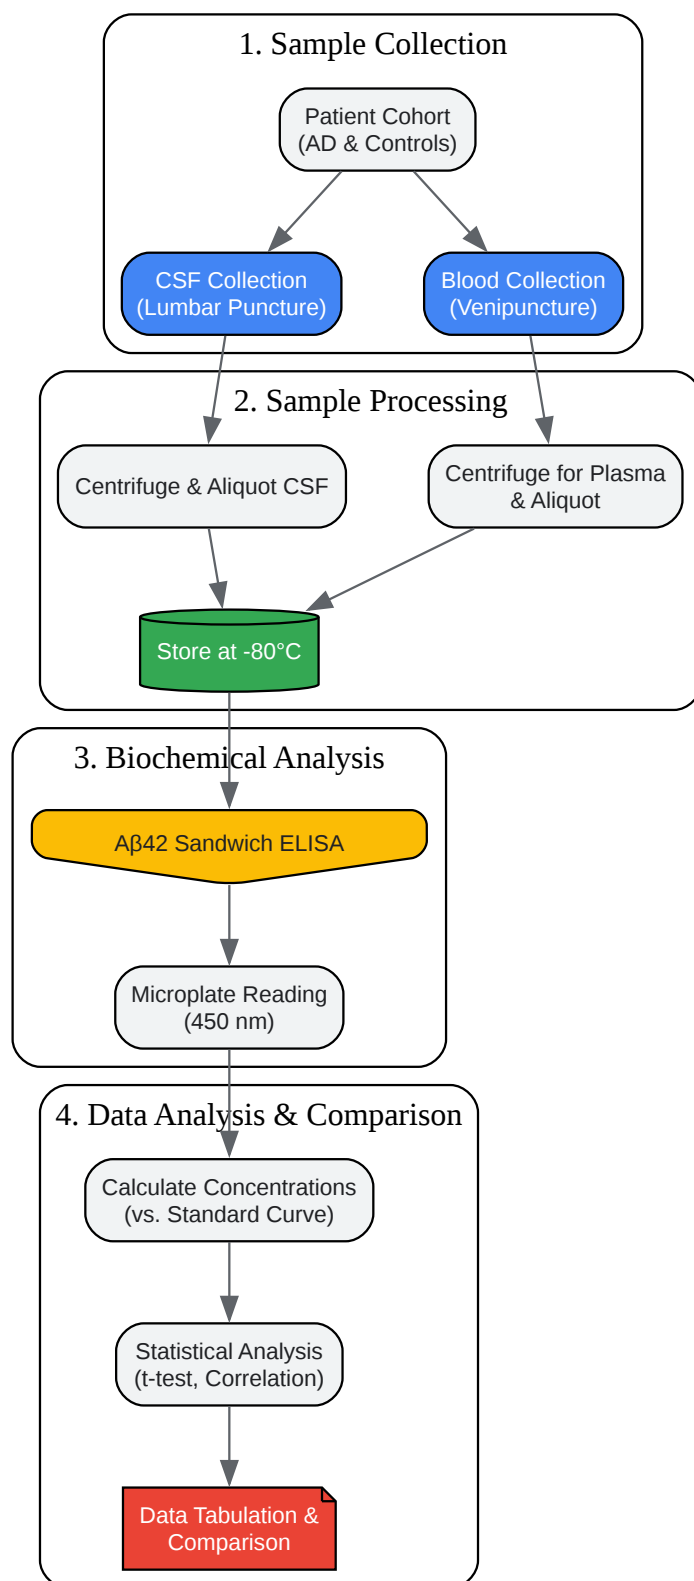 1. Sample Collection
Patient Cohort
(AD & Controls)
CSF Collection
(Lumbar Puncture)
Blood Collection
(Venipuncture)
2. Sample Processing
Centrifuge & Aliquot CSF
Centrifuge for Plasma
& Aliquot
Store at -80°C
3. Biochemical Analysis
Aβ42 Sandwich ELISA
Microplate Reading
(450 nm)
4. Data Analysis & Comparison
Calculate Concentrations
(vs. Standard Curve)
Statistical Analysis
(t-test, Correlation)
Data Tabulation &
Comparison